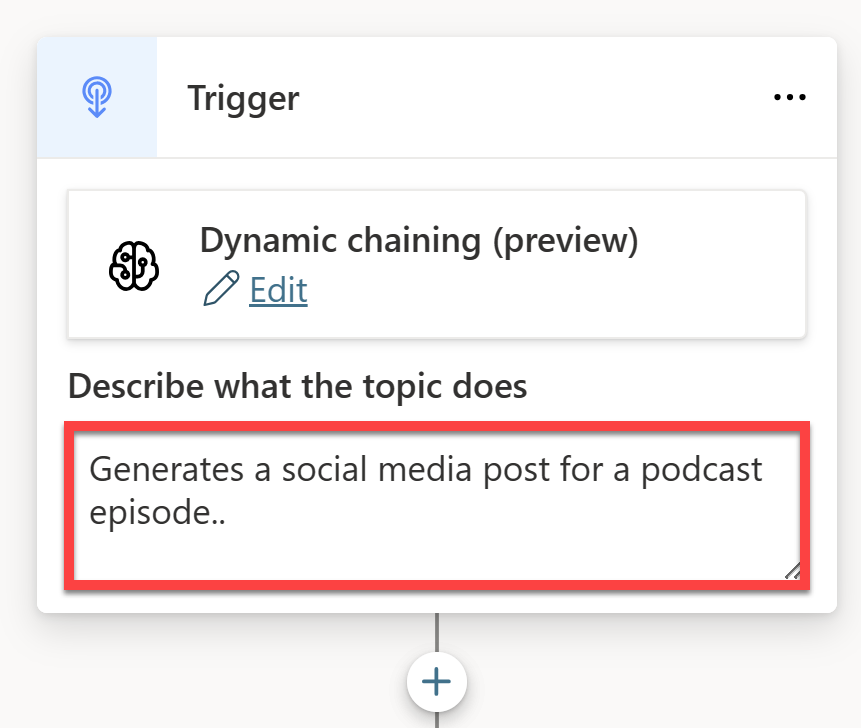 Trigger
Dynamic chaining (preview)
Edit
Describe what the topic does
Generates a social media post for a podcast
episode..